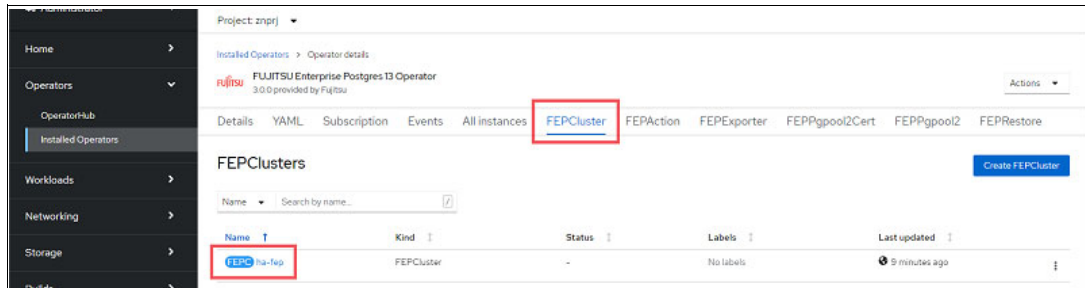 Administrator
Project: znprj
Home
Installed Operators > Operator details
FUJITSU
FUJITSU Enterprise Postgres 13 Operator
3.0.0 provided by Fujitsu
Actions
Operators
OperatorHub
Installed Operators
Details YAML Subscription Events All instances FEPCluster FEPAction FEPExporter FEPPgpool2Cert FEPPgpool2 FEPRestore
FEPClusters
Create FEPCluster
Workloads
Name Search by name... /
Networking
Name Kind Status Labels Last updated
Storage
FEPC ha-fep FEPCluster - No labels 9 minutes ago
Builds